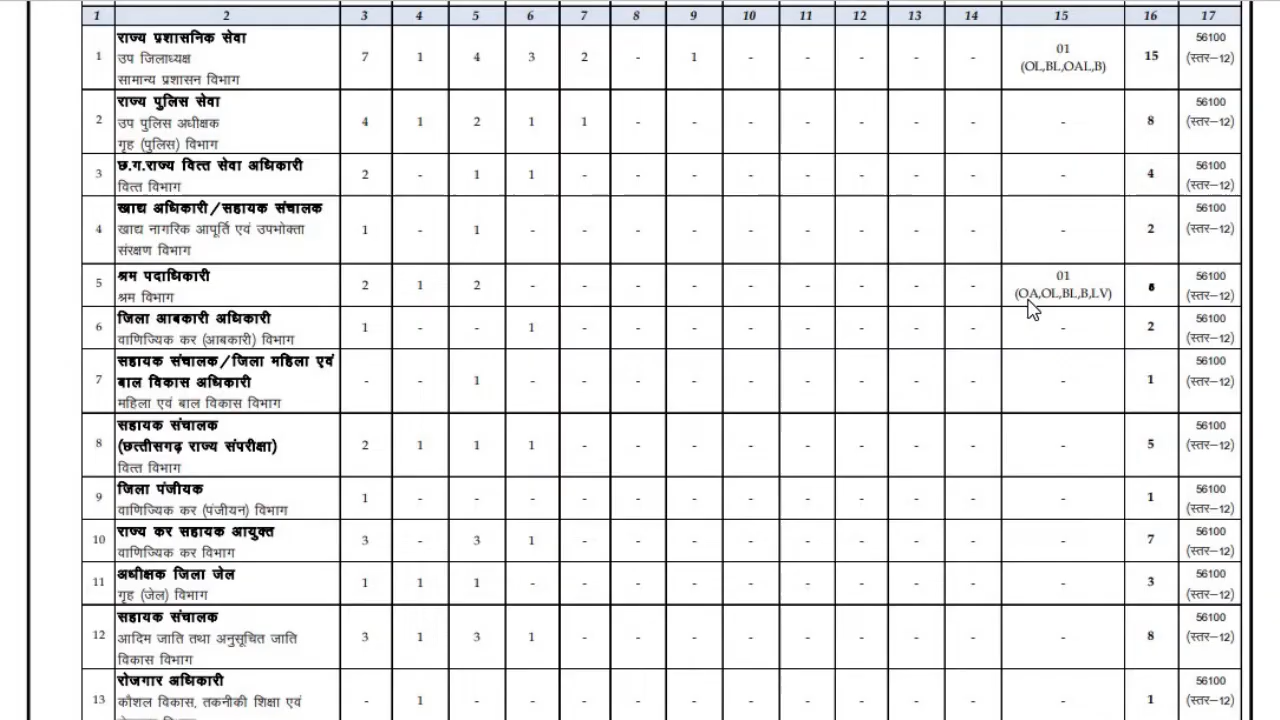 1 2 3 4 5 6 7 8 9 10 11 12 13 14 15 16 17
1 राज्य प्रशासनिक सेवा
उप जिलाध्यक्ष
सामान्य प्रशासन विभाग 7 1 4 3 2 - 1 - - - - - 01
(OL,BL,OAL,B) 15 56100
(स्तर–12)
2 राज्य पुलिस सेवा
उप पुलिस अधीक्षक
गृह (पुलिस) विभाग 4 1 2 1 1 - - - - - - - - 8 56100
(स्तर–12)
3 छ.ग.राज्य वित्त सेवा अधिकारी
वित्त विभाग 2 - 1 1 - - - - - - - - - 4 56100
(स्तर–12)
4 खाद्य अधिकारी/सहायक संचालक
खाद्य नागरिक आपूर्ति एवं उपभोक्ता
संरक्षण विभाग 1 - 1 - - - - - - - - - - 2 56100
(स्तर–12)
5 श्रम पदाधिकारी
श्रम विभाग 2 1 2 - - - - - - - - - 01
(OA,OL,BL,B,LV) 56100
(स्तर–12)
6 जिला आबकारी अधिकारी
वाणिज्यिक कर (आबकारी) विभाग 1 - - 1 - - - - - - - - - 2 56100
(स्तर–12)
7 सहायक संचालक/जिला महिला एवं
बाल विकास अधिकारी
महिला एवं बाल विकास विभाग - - 1 - - - - - - - - - - 1 56100
(स्तर–12)
8 सहायक संचालक
(छत्तीसगढ़ राज्य संपरीक्षा)
वित्त विभाग 2 1 1 1 - - - - - - - - - 5 56100
(स्तर–12)
9 जिला पंजीयक
वाणिज्यिक कर (पंजीयन) विभाग 1 - - - - - - - - - - - - 1 56100
(स्तर–12)
10 राज्य कर सहायक आयुक्त
वाणिज्यिक कर विभाग 3 - 3 1 - - - - - - - - - 7 56100
(स्तर–12)
11 अधीक्षक जिला जेल
गृह (जेल) विभाग 1 1 1 - - - - - - - - - - 3 56100
(स्तर–12)
12 सहायक संचालक
आदिम जाति तथा अनुसूचित जाति
विकास विभाग 3 1 3 1 - - - - - - - - - 8 56100
(स्तर–12)
13 रोजगार अधिकारी
कौशल विकास, तकनीकी शिक्षा एवं - 1 - - - - - - - - - - - 1 56100
(स्तर–12)